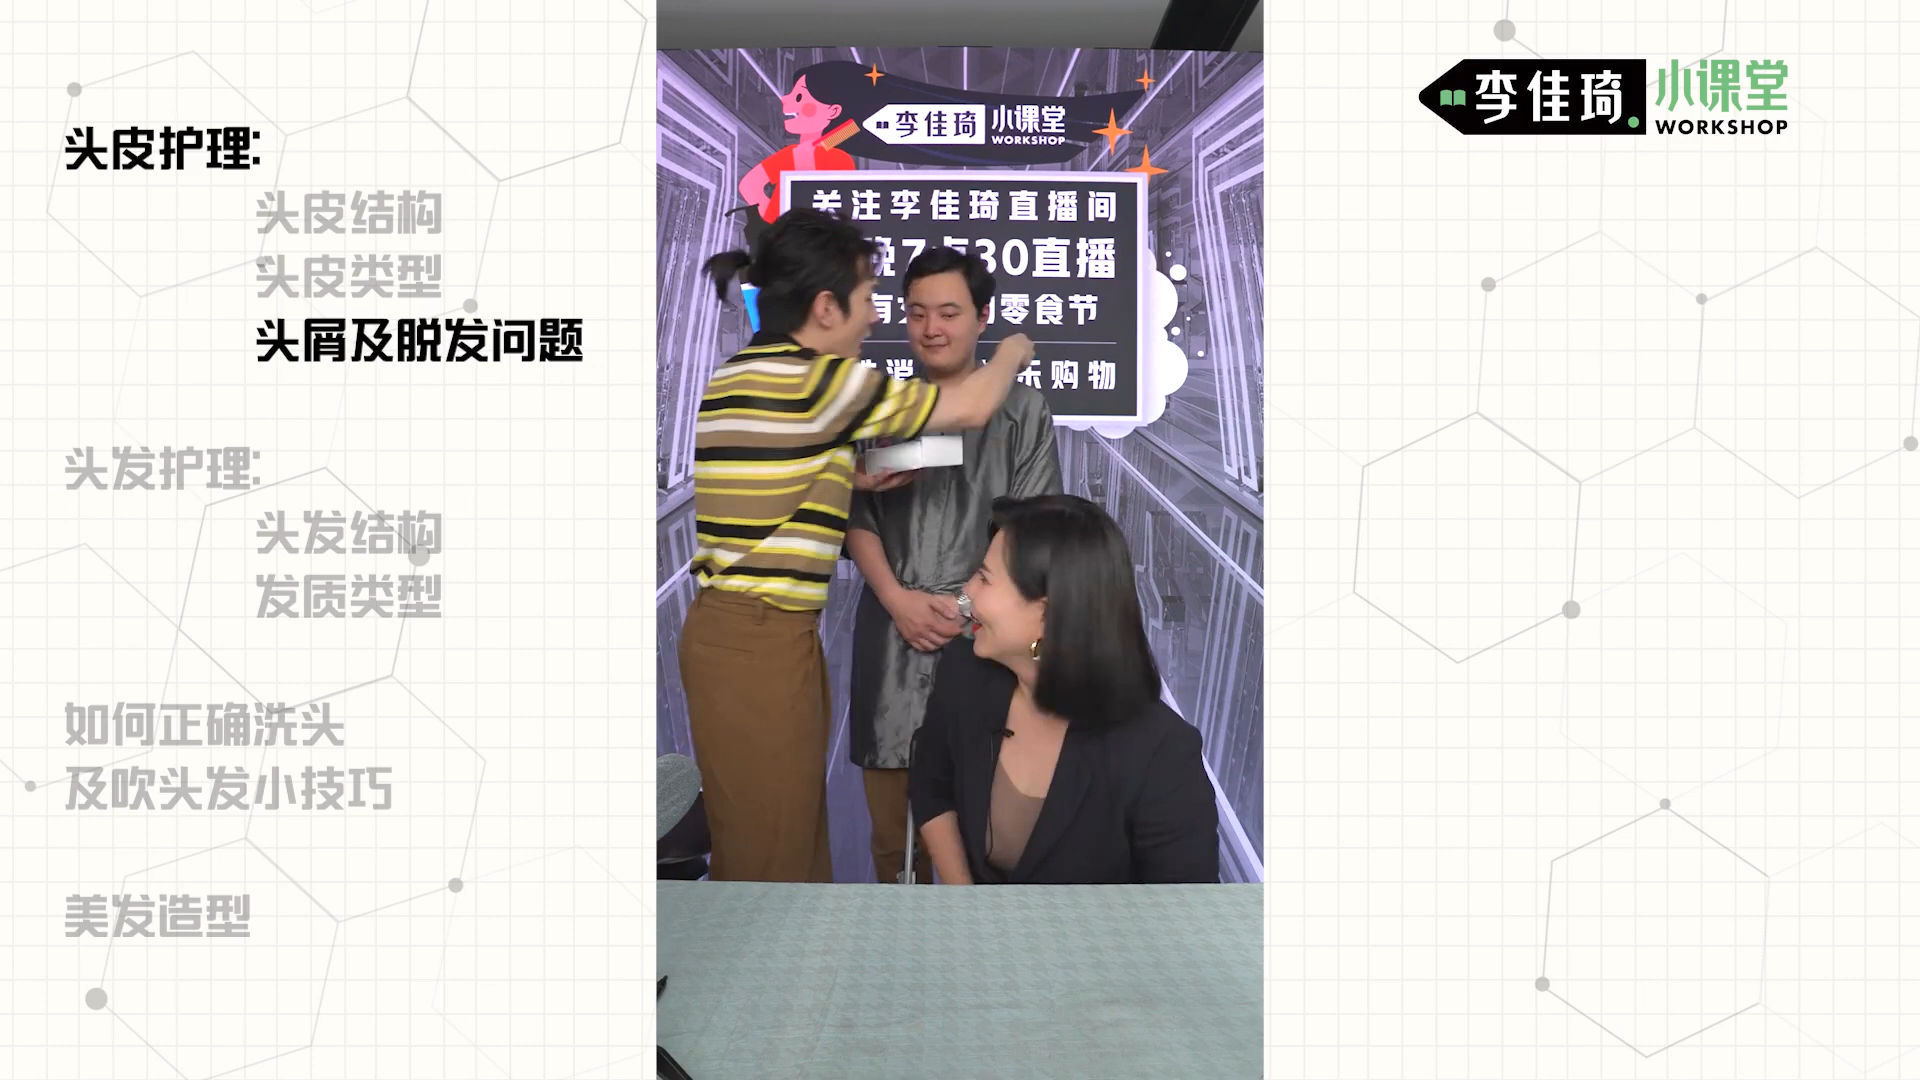 头皮护理:
头皮结构
头皮类型
头屑及脱发问题
头发护理:
头发结构
发质类型
如何正确洗头
及吹头发小技巧
美发造型
李佳琦 小课堂
WORKSHOP
关注李佳琦直播间
晚7点30直播
零食节
购物
李佳琦.小课堂
WORKSHOP